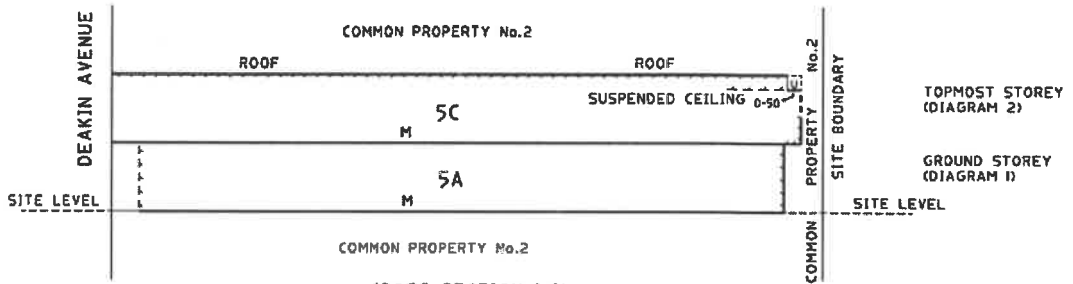 COMMON PROPERTY No.2
ROOF ROOF
DEAKIN AVENUE
SUSPENDED CEILING 0·50
5C
M
5A
M
SITE LEVEL
COMMON PROPERTY No.2
COMMON PROPERTY No.2
SITE BOUNDARY
TOPMOST STOREY
(DIAGRAM 2)
GROUND STOREY
(DIAGRAM 1)
SITE LEVEL